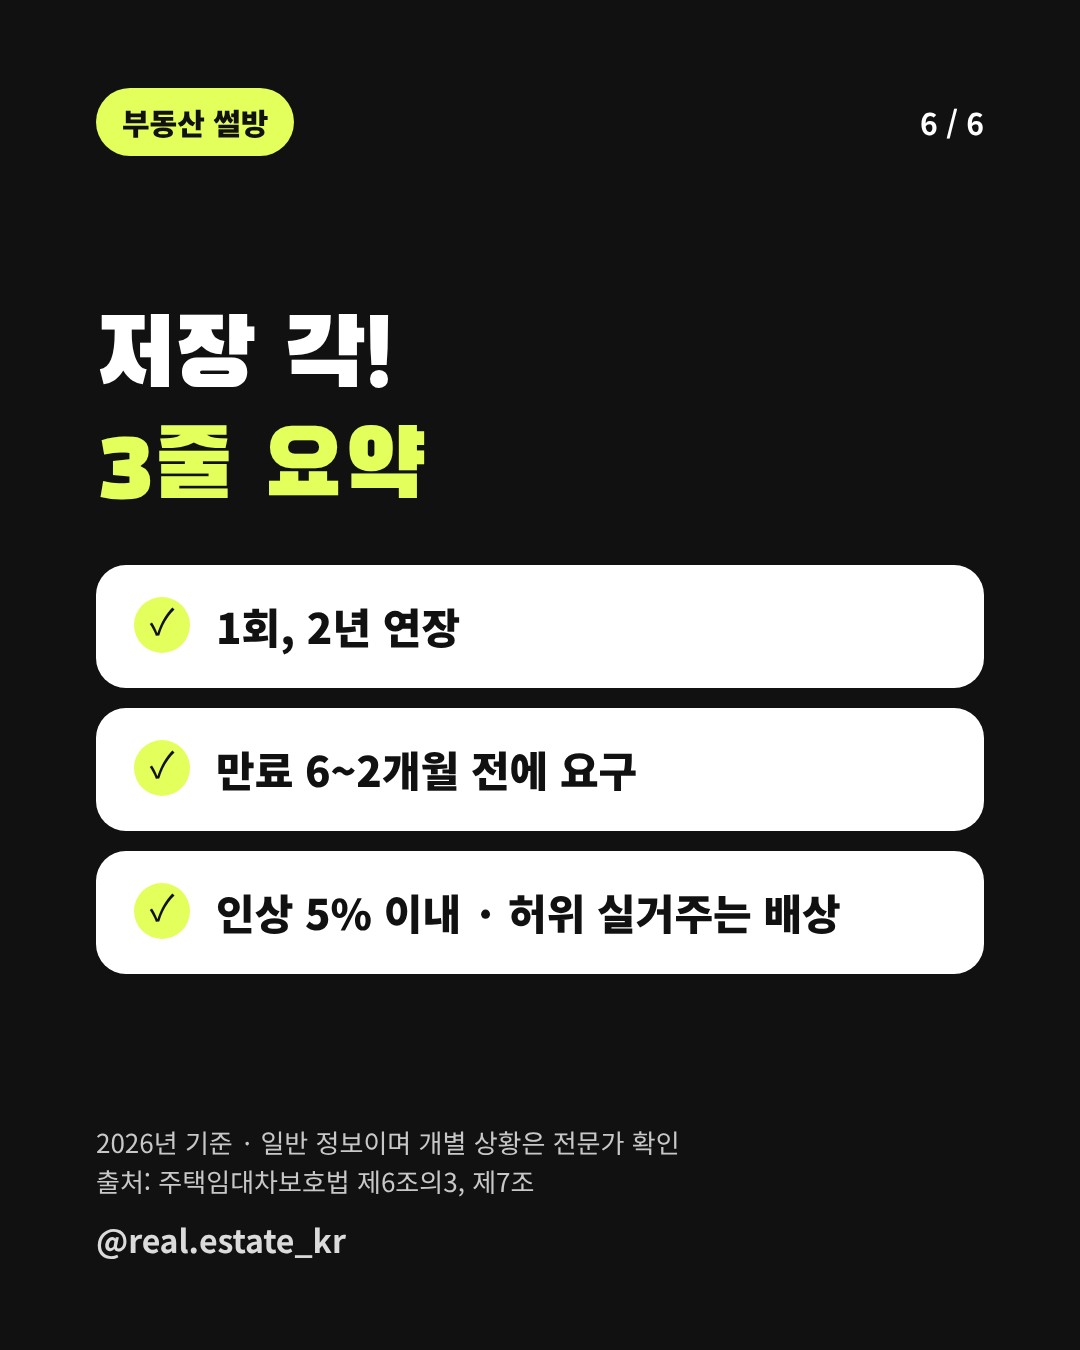 부동산 썰방
6 / 6
저장 각!
3줄 요약
✓ 1회, 2년 연장
✓ 만료 6~2개월 전에 요구
✓ 인상 5% 이내 · 허위 실거주는 배상
2026년 기준 · 일반 정보이며 개별 상황은 전문가 확인
출처: 주택임대차보호법 제6조의3, 제7조
@real.estate_kr